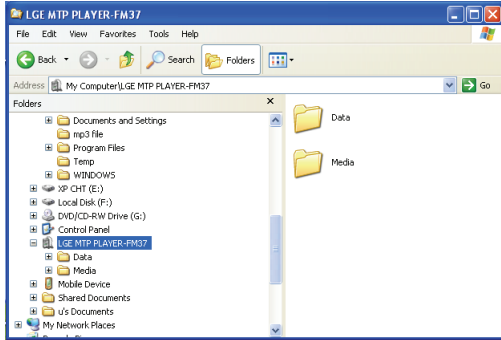 LGE MTP PLAYER-FM37
File Edit View Favorites Tools Help
Back Search Folders
Address My Computer\LGE MTP PLAYER-FM37 Go
Folders
Documents and Settings
mp3 file
Program Files
Temp
WINDOWS
XP CHT (E:)
Local Disk (F:)
DVD/CD-RW Drive (G:)
Control Panel
LGE MTP PLAYER-FM37
Data
Media
Mobile Device
Shared Documents
u's Documents
My Network Places
Data
Media